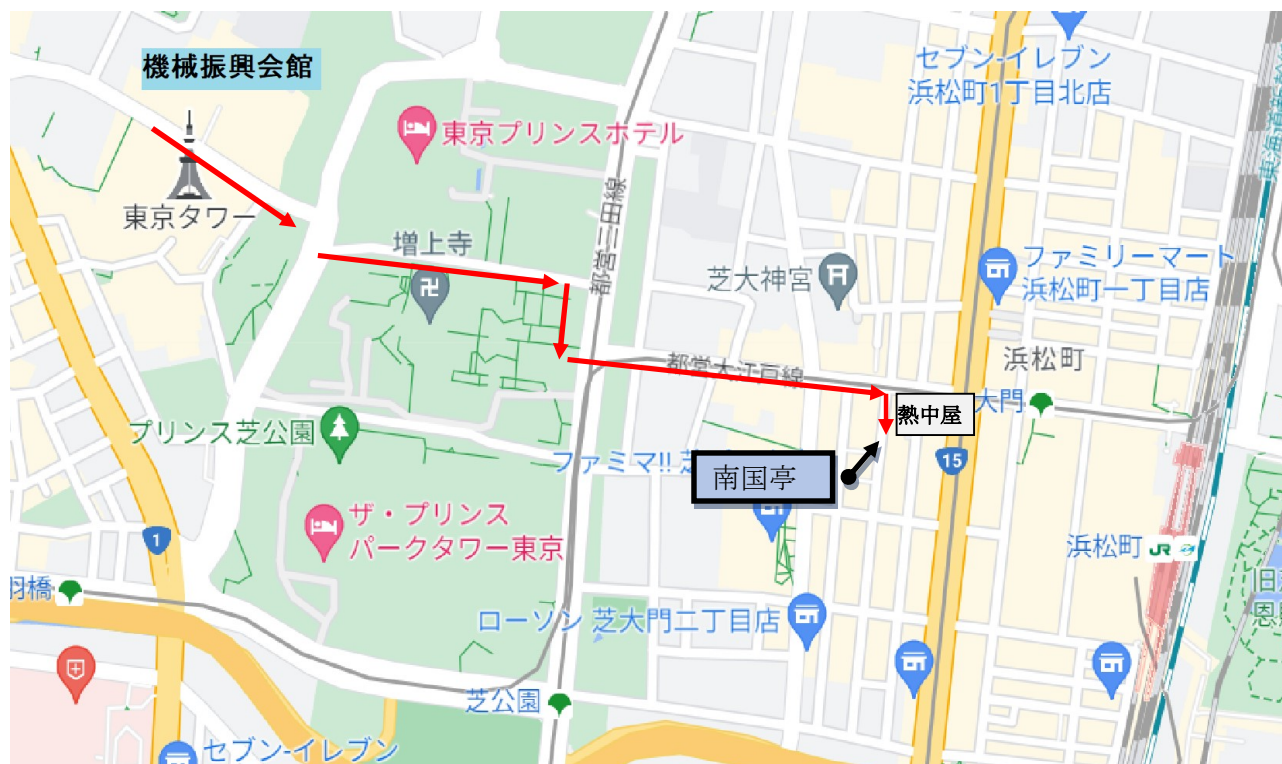 機械振興会館
セブン-イレブン
浜松町1丁目北店
東京プリンスホテル
東京タワー
都営三田線
増上寺
芝大神宮
ファミリーマート
浜松町一丁目店
都営大江戸線
浜松町
大門
熱中屋
プリンス芝公園
ファミマ!!
南国亭
15
ザ・プリンス
パークタワー東京
1
浜松町 JR
羽橋
ローソン 芝大門二丁目店
芝公園
セブン-イレブン